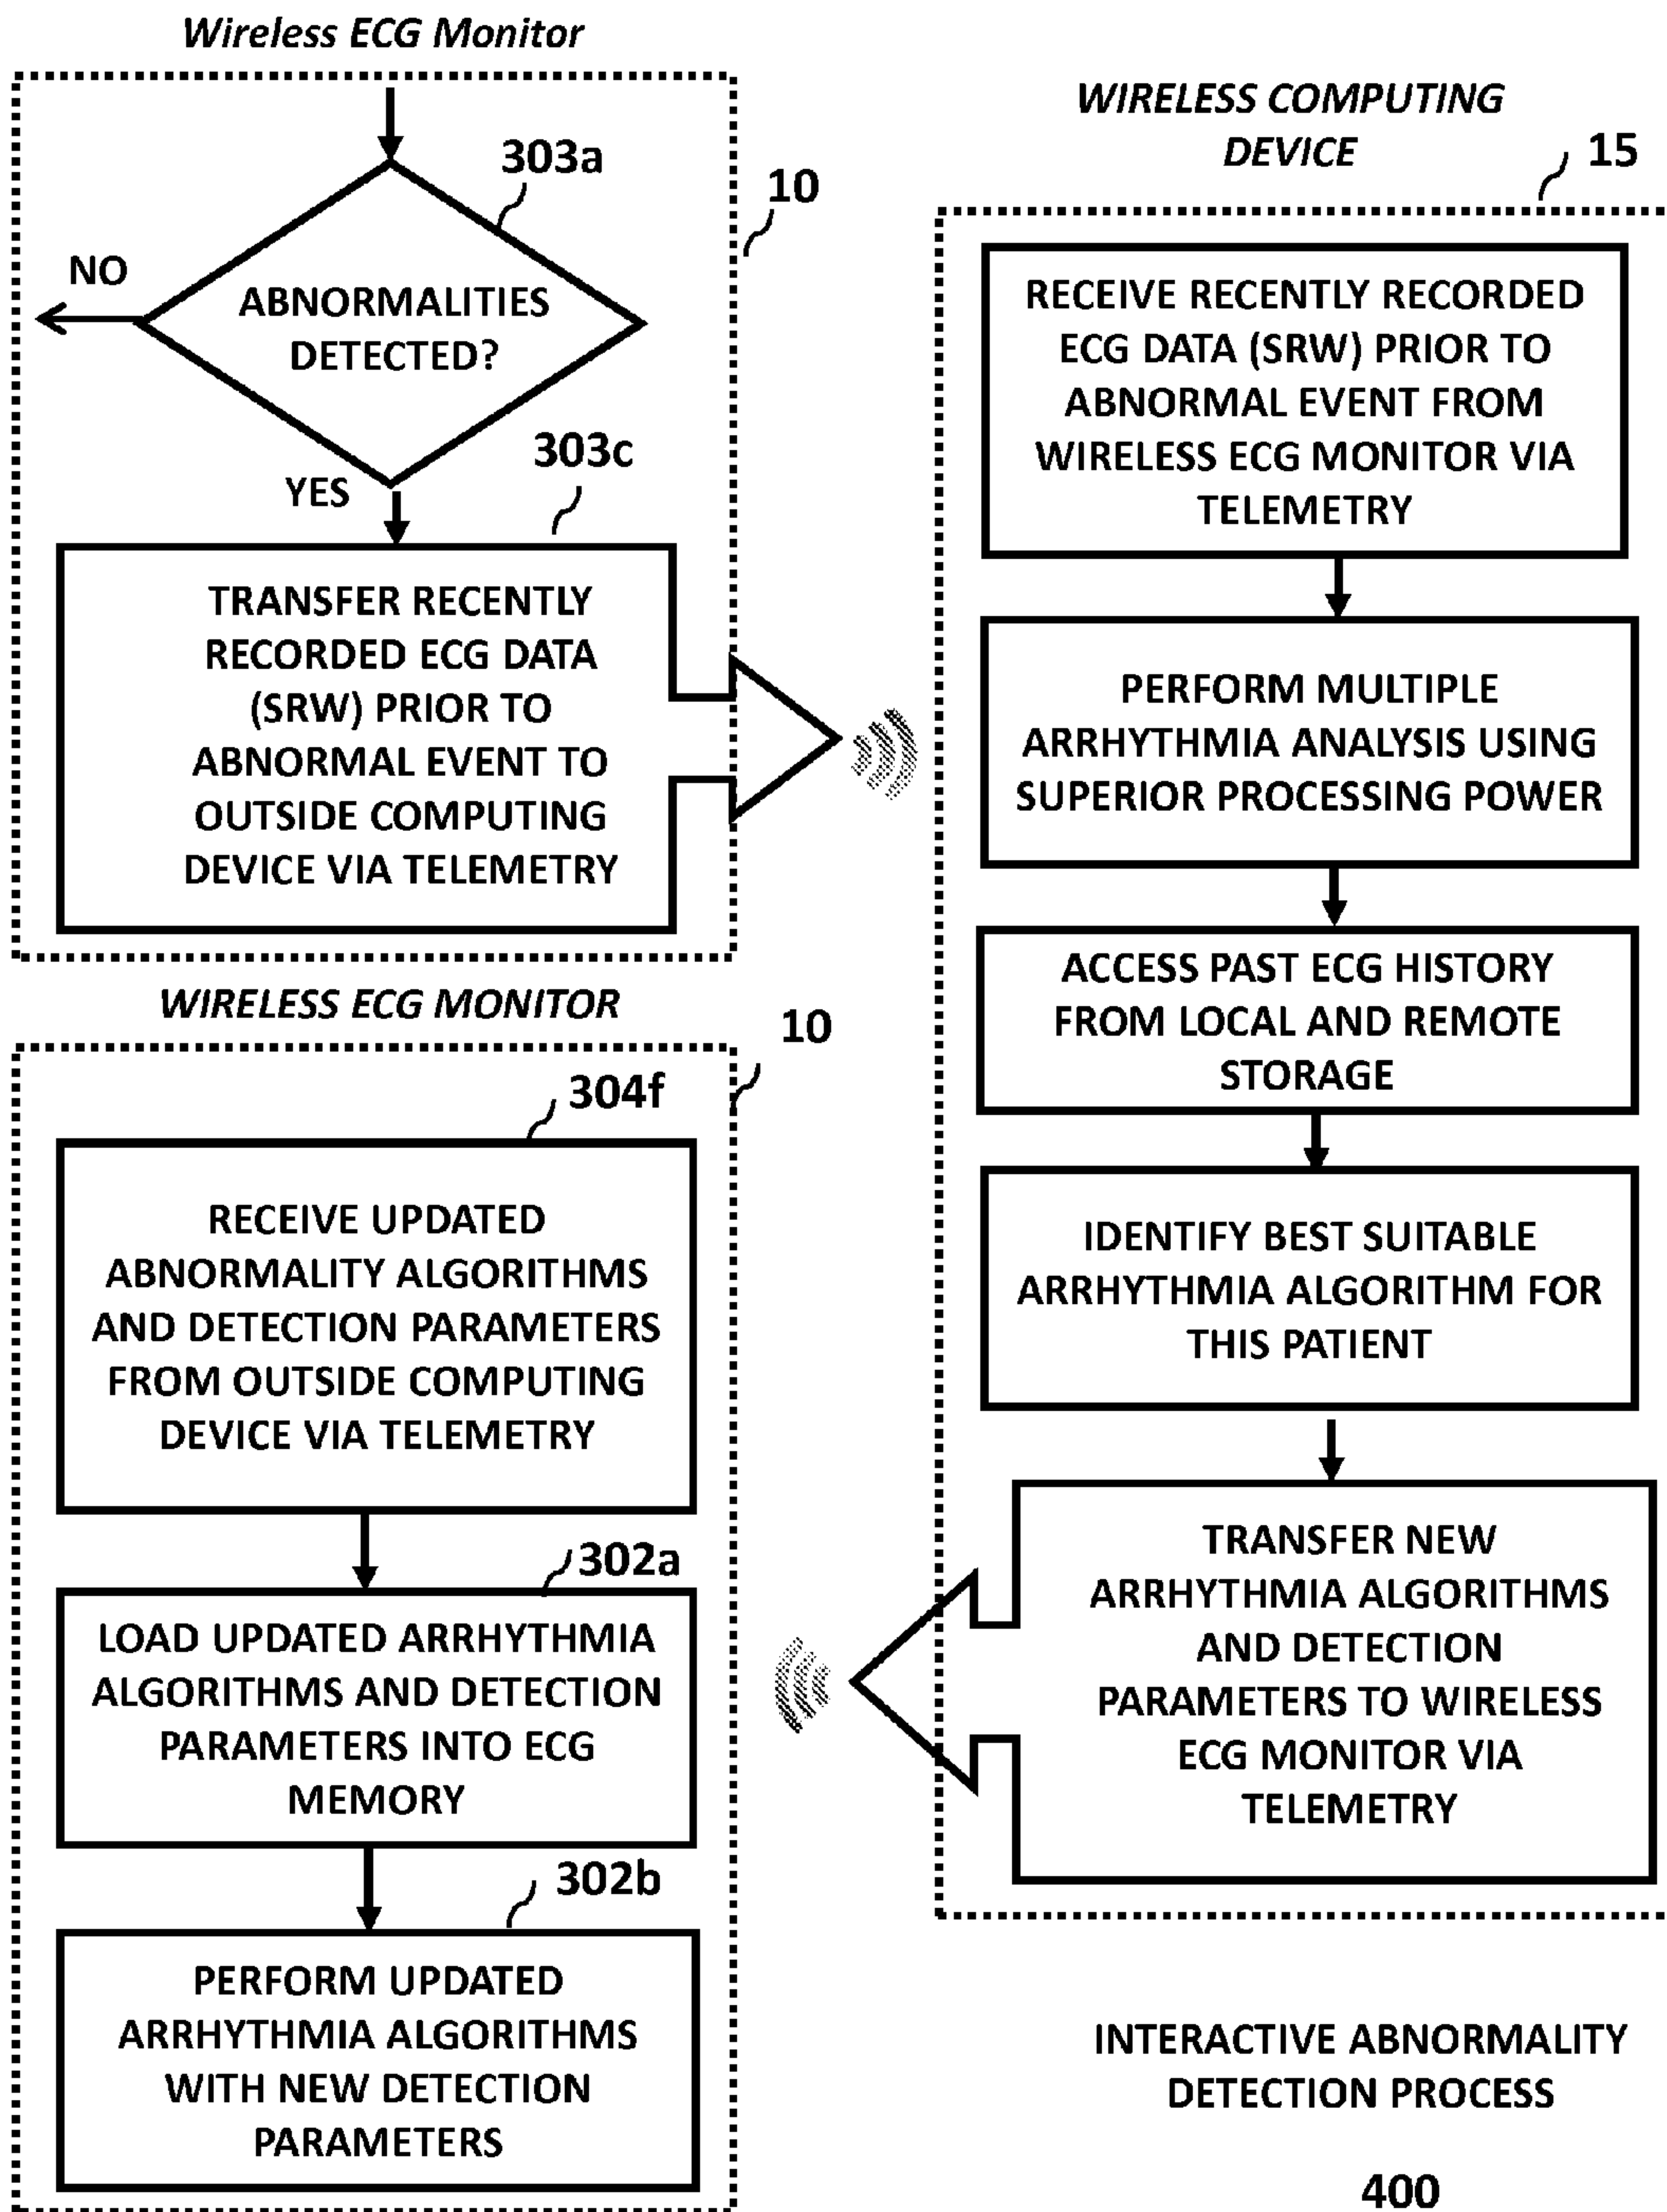 Wireless ECG Monitor
303a
10
NO
ABNORMALITIES
DETECTED?
303c
YES
TRANSFER RECENTLY
RECORDED ECG DATA
(SRW) PRIOR TO
ABNORMAL EVENT TO
OUTSIDE COMPUTING
DEVICE VIA TELEMETRY
WIRELESS COMPUTING
DEVICE
15
RECEIVE RECENTLY RECORDED
ECG DATA (SRW) PRIOR TO
ABNORMAL EVENT FROM
WIRELESS ECG MONITOR VIA
TELEMETRY
PERFORM MULTIPLE
ARRHYTHMIA ANALYSIS USING
SUPERIOR PROCESSING POWER
ACCESS PAST ECG HISTORY
FROM LOCAL AND REMOTE
STORAGE
IDENTIFY BEST SUITABLE
ARRHYTHMIA ALGORITHM FOR
THIS PATIENT
TRANSFER NEW
ARRHYTHMIA ALGORITHMS
AND DETECTION
PARAMETERS TO WIRELESS
ECG MONITOR VIA
TELEMETRY
WIRELESS ECG MONITOR
10
304f
RECEIVE UPDATED
ABNORMALITY ALGORITHMS
AND DETECTION PARAMETERS
FROM OUTSIDE COMPUTING
DEVICE VIA TELEMETRY
302a
LOAD UPDATED ARRHYTHMIA
ALGORITHMS AND DETECTION
PARAMETERS INTO ECG
MEMORY
302b
PERFORM UPDATED
ARRHYTHMIA ALGORITHMS
WITH NEW DETECTION
PARAMETERS
INTERACTIVE ABNORMALITY
DETECTION PROCESS
400